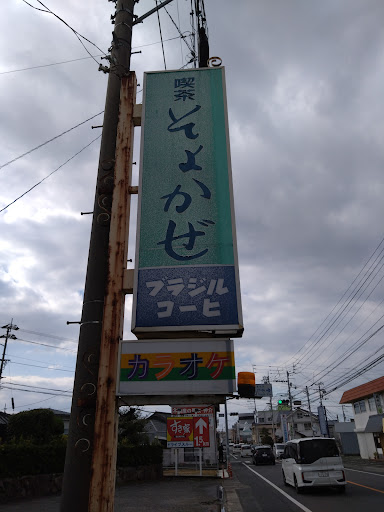 喫茶
そよかぜ
ブラジル
コーヒ
カラオケ
すき家